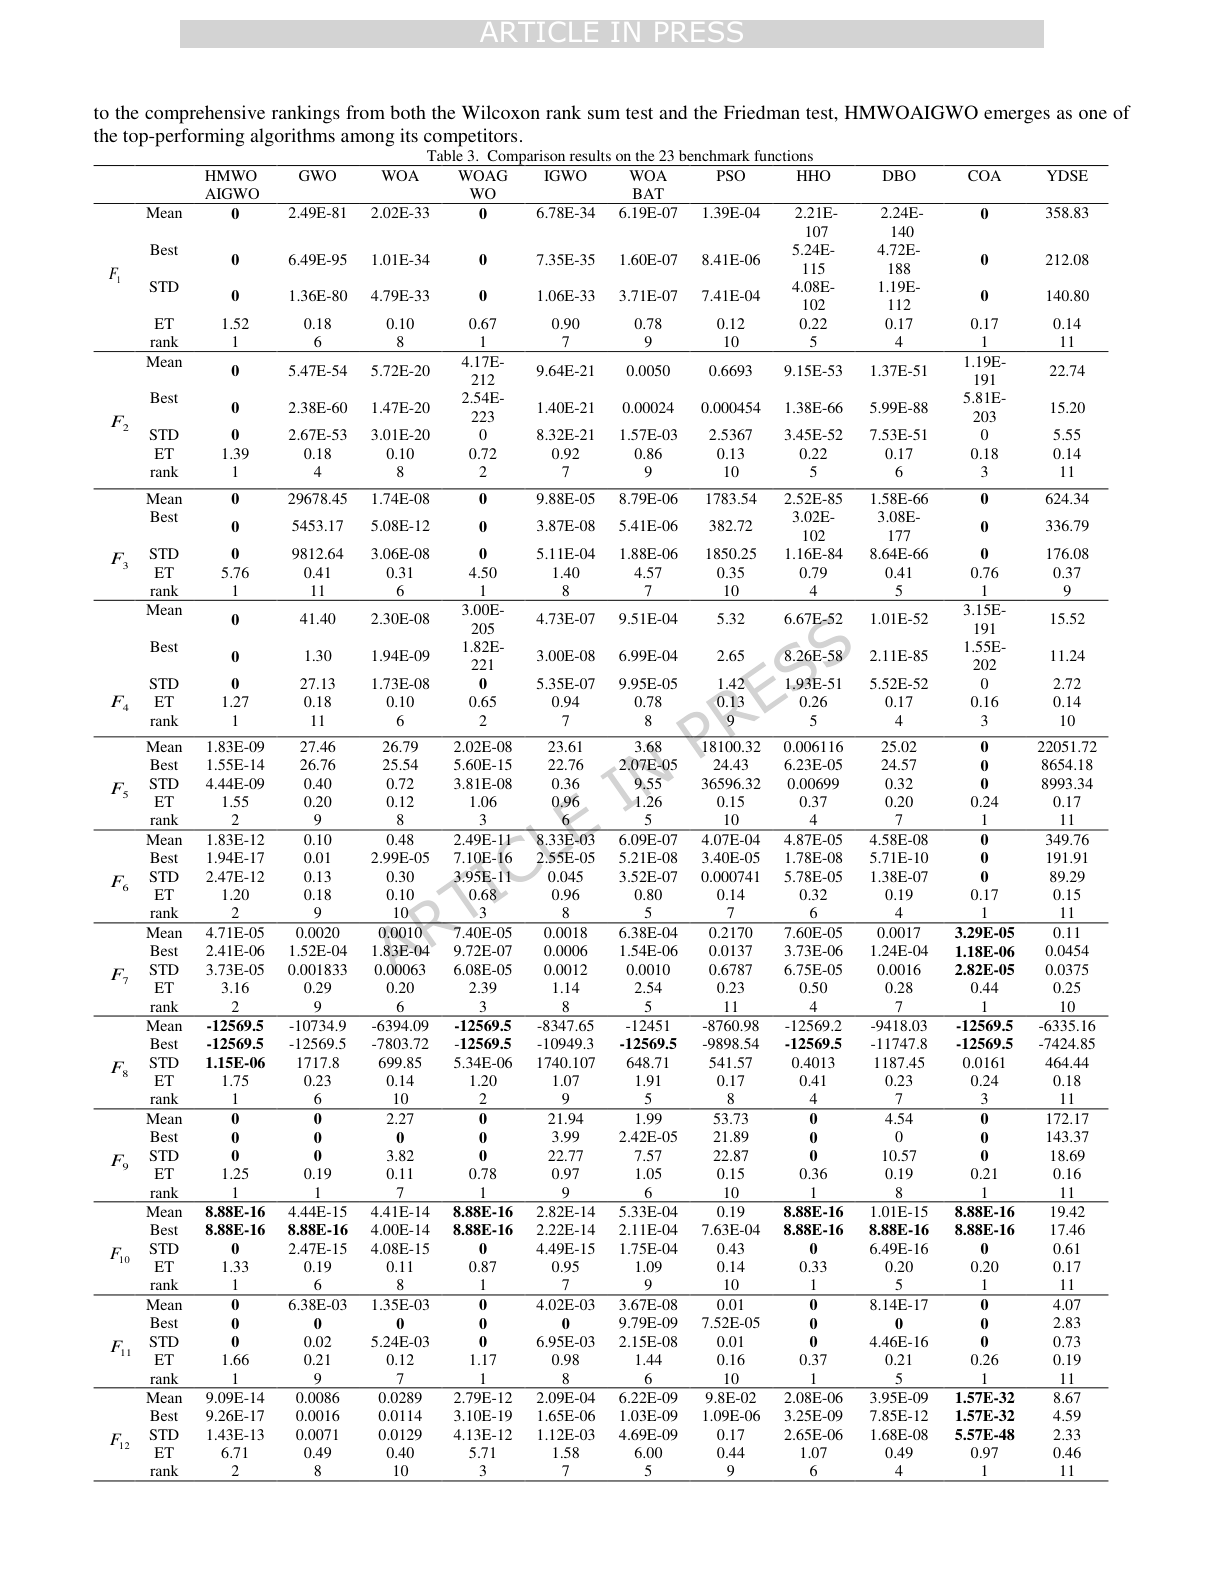 ARTICLE IN PRESS
to the comprehensive rankings from both the Wilcoxon rank sum test and the Friedman test, HMWOAIGWO emerges as one of
the top-performing algorithms among its competitors.
Table 3. Comparison results on the 23 benchmark functions
HMWO AIGWO GWO WOA WOAG WO IGWO WOA BAT PSO HHO DBO COA YDSE
F1
Mean 0 2.49E-81 2.02E-33 0 6.78E-34 6.19E-07 1.39E-04 2.21E-107 2.24E-140 0 358.83
Best 0 6.49E-95 1.01E-34 0 7.35E-35 1.60E-07 8.41E-06 5.24E-115 4.72E-188 0 212.08
STD 0 1.36E-80 4.79E-33 0 1.06E-33 3.71E-07 7.41E-04 4.08E-102 1.19E-112 0 140.80
ET 1.52 0.18 0.10 0.67 0.90 0.78 0.12 0.22 0.17 0.17 0.14
rank 1 6 8 1 7 9 10 5 4 1 11
F2
Mean 0 5.47E-54 5.72E-20 4.17E-212 9.64E-21 0.0050 0.6693 9.15E-53 1.37E-51 1.19E-191 22.74
Best 0 2.38E-60 1.47E-20 2.54E-223 1.40E-21 0.00024 0.000454 1.38E-66 5.99E-88 5.81E-203 15.20
STD 0 2.67E-53 3.01E-20 0 8.32E-21 1.57E-03 2.5367 3.45E-52 7.53E-51 0 5.55
ET 1.39 0.18 0.10 0.72 0.92 0.86 0.13 0.22 0.17 0.18 0.14
rank 1 4 8 2 7 9 10 5 6 3 11
F3
Mean 0 29678.45 1.74E-08 0 9.88E-05 8.79E-06 1783.54 2.52E-85 1.58E-66 0 624.34
Best 0 5453.17 5.08E-12 0 3.87E-08 5.41E-06 382.72 3.02E-102 3.08E-177 0 336.79
STD 0 9812.64 3.06E-08 0 5.11E-04 1.88E-06 1850.25 1.16E-84 8.64E-66 0 176.08
ET 5.76 0.41 0.31 4.50 1.40 4.57 0.35 0.79 0.41 0.76 0.37
rank 1 11 6 1 8 7 10 4 5 1 9
F4
Mean 0 41.40 2.30E-08 3.00E-205 4.73E-07 9.51E-04 5.32 6.67E-52 1.01E-52 3.15E-191 15.52
Best 0 1.30 1.94E-09 1.82E-221 3.00E-08 6.99E-04 2.65 8.26E-58 2.11E-85 1.55E-202 11.24
STD 0 27.13 1.73E-08 0 5.35E-07 9.95E-05 1.42 1.93E-51 5.52E-52 0 2.72
ET 1.27 0.18 0.10 0.65 0.94 0.78 0.13 0.26 0.17 0.16 0.14
rank 1 11 6 2 7 8 9 5 4 3 10
F5
Mean 1.83E-09 27.46 26.79 2.02E-08 23.61 3.68 18100.32 0.006116 25.02 0 22051.72
Best 1.55E-14 26.76 25.54 5.60E-15 22.76 2.07E-05 24.43 6.23E-05 24.57 0 8654.18
STD 4.44E-09 0.40 0.72 3.81E-08 0.36 9.55 36596.32 0.00699 0.32 0 8993.34
ET 1.55 0.20 0.12 1.06 0.96 1.26 0.15 0.37 0.20 0.24 0.17
rank 2 9 8 3 6 5 10 4 7 1 11
F6
Mean 1.83E-12 0.10 0.48 2.49E-11 8.33E-03 6.09E-07 4.07E-04 4.87E-05 4.58E-08 0 349.76
Best 1.94E-17 0.01 2.99E-05 7.10E-16 2.55E-05 5.21E-08 3.40E-05 1.78E-08 5.71E-10 0 191.91
STD 2.47E-12 0.13 0.30 3.95E-11 0.045 3.52E-07 0.000741 5.78E-05 1.38E-07 0 89.29
ET 1.20 0.18 0.10 0.68 0.96 0.80 0.14 0.32 0.19 0.17 0.15
rank 2 9 10 3 8 5 7 6 4 1 11
F7
Mean 4.71E-05 0.0020 0.0010 7.40E-05 0.0018 6.38E-04 0.2170 7.60E-05 0.0017 3.29E-05 0.11
Best 2.41E-06 1.52E-04 1.83E-04 9.72E-07 0.0006 1.54E-06 0.0137 3.73E-06 1.24E-04 1.18E-06 0.0454
STD 3.73E-05 0.001833 0.00063 6.08E-05 0.0012 0.0010 0.6787 6.75E-05 0.0016 2.82E-05 0.0375
ET 3.16 0.29 0.20 2.39 1.14 2.54 0.23 0.50 0.28 0.44 0.25
rank 2 9 6 3 8 5 11 4 7 1 10
F8
Mean -12569.5 -10734.9 -6394.09 -12569.5 -8347.65 -12451 -8760.98 -12569.2 -9418.03 -12569.5 -6335.16
Best -12569.5 -12569.5 -7803.72 -12569.5 -10949.3 -12569.5 -9898.54 -12569.5 -11747.8 -12569.5 -7424.85
STD 1.15E-06 1717.8 699.85 5.34E-06 1740.107 648.71 541.57 0.4013 1187.45 0.0161 464.44
ET 1.75 0.23 0.14 1.20 1.07 1.91 0.17 0.41 0.23 0.24 0.18
rank 1 6 10 2 9 5 8 4 7 3 11
F9
Mean 0 0 2.27 0 21.94 1.99 53.73 0 4.54 0 172.17
Best 0 0 0 0 3.99 2.42E-05 21.89 0 0 0 143.37
STD 0 0 3.82 0 22.77 7.57 22.87 0 10.57 0 18.69
ET 1.25 0.19 0.11 0.78 0.97 1.05 0.15 0.36 0.19 0.21 0.16
rank 1 1 7 1 9 6 10 1 8 1 11
F10
Mean 8.88E-16 4.44E-15 4.41E-14 8.88E-16 2.82E-14 5.33E-04 0.19 8.88E-16 1.01E-15 8.88E-16 19.42
Best 8.88E-16 8.88E-16 4.00E-14 8.88E-16 2.22E-14 2.11E-04 7.63E-04 8.88E-16 8.88E-16 8.88E-16 17.46
STD 0 2.47E-15 4.08E-15 0 4.49E-15 1.75E-04 0.43 0 6.49E-16 0 0.61
ET 1.33 0.19 0.11 0.87 0.95 1.09 0.14 0.33 0.20 0.20 0.17
rank 1 6 8 1 7 9 10 1 5 1 11
F11
Mean 0 6.38E-03 1.35E-03 0 4.02E-03 3.67E-08 0.01 0 8.14E-17 0 4.07
Best 0 0 0 0 0 9.79E-09 7.52E-05 0 0 0 2.83
STD 0 0.02 5.24E-03 0 6.95E-03 2.15E-08 0.01 0 4.46E-16 0 0.73
ET 1.66 0.21 0.12 1.17 0.98 1.44 0.16 0.37 0.21 0.26 0.19
rank 1 9 7 1 8 6 10 1 5 1 11
F12
Mean 9.09E-14 0.0086 0.0289 2.79E-12 2.09E-04 6.22E-09 9.8E-02 2.08E-06 3.95E-09 1.57E-32 8.67
Best 9.26E-17 0.0016 0.0114 3.10E-19 1.65E-06 1.03E-09 1.09E-06 3.25E-09 7.85E-12 1.57E-32 4.59
STD 1.43E-13 0.0071 0.0129 4.13E-12 1.12E-03 4.69E-09 0.17 2.65E-06 1.68E-08 5.57E-48 2.33
ET 6.71 0.49 0.40 5.71 1.58 6.00 0.44 1.07 0.49 0.97 0.46
rank 2 8 10 3 7 5 9 6 4 1 11
ARTICLE IN PRESS